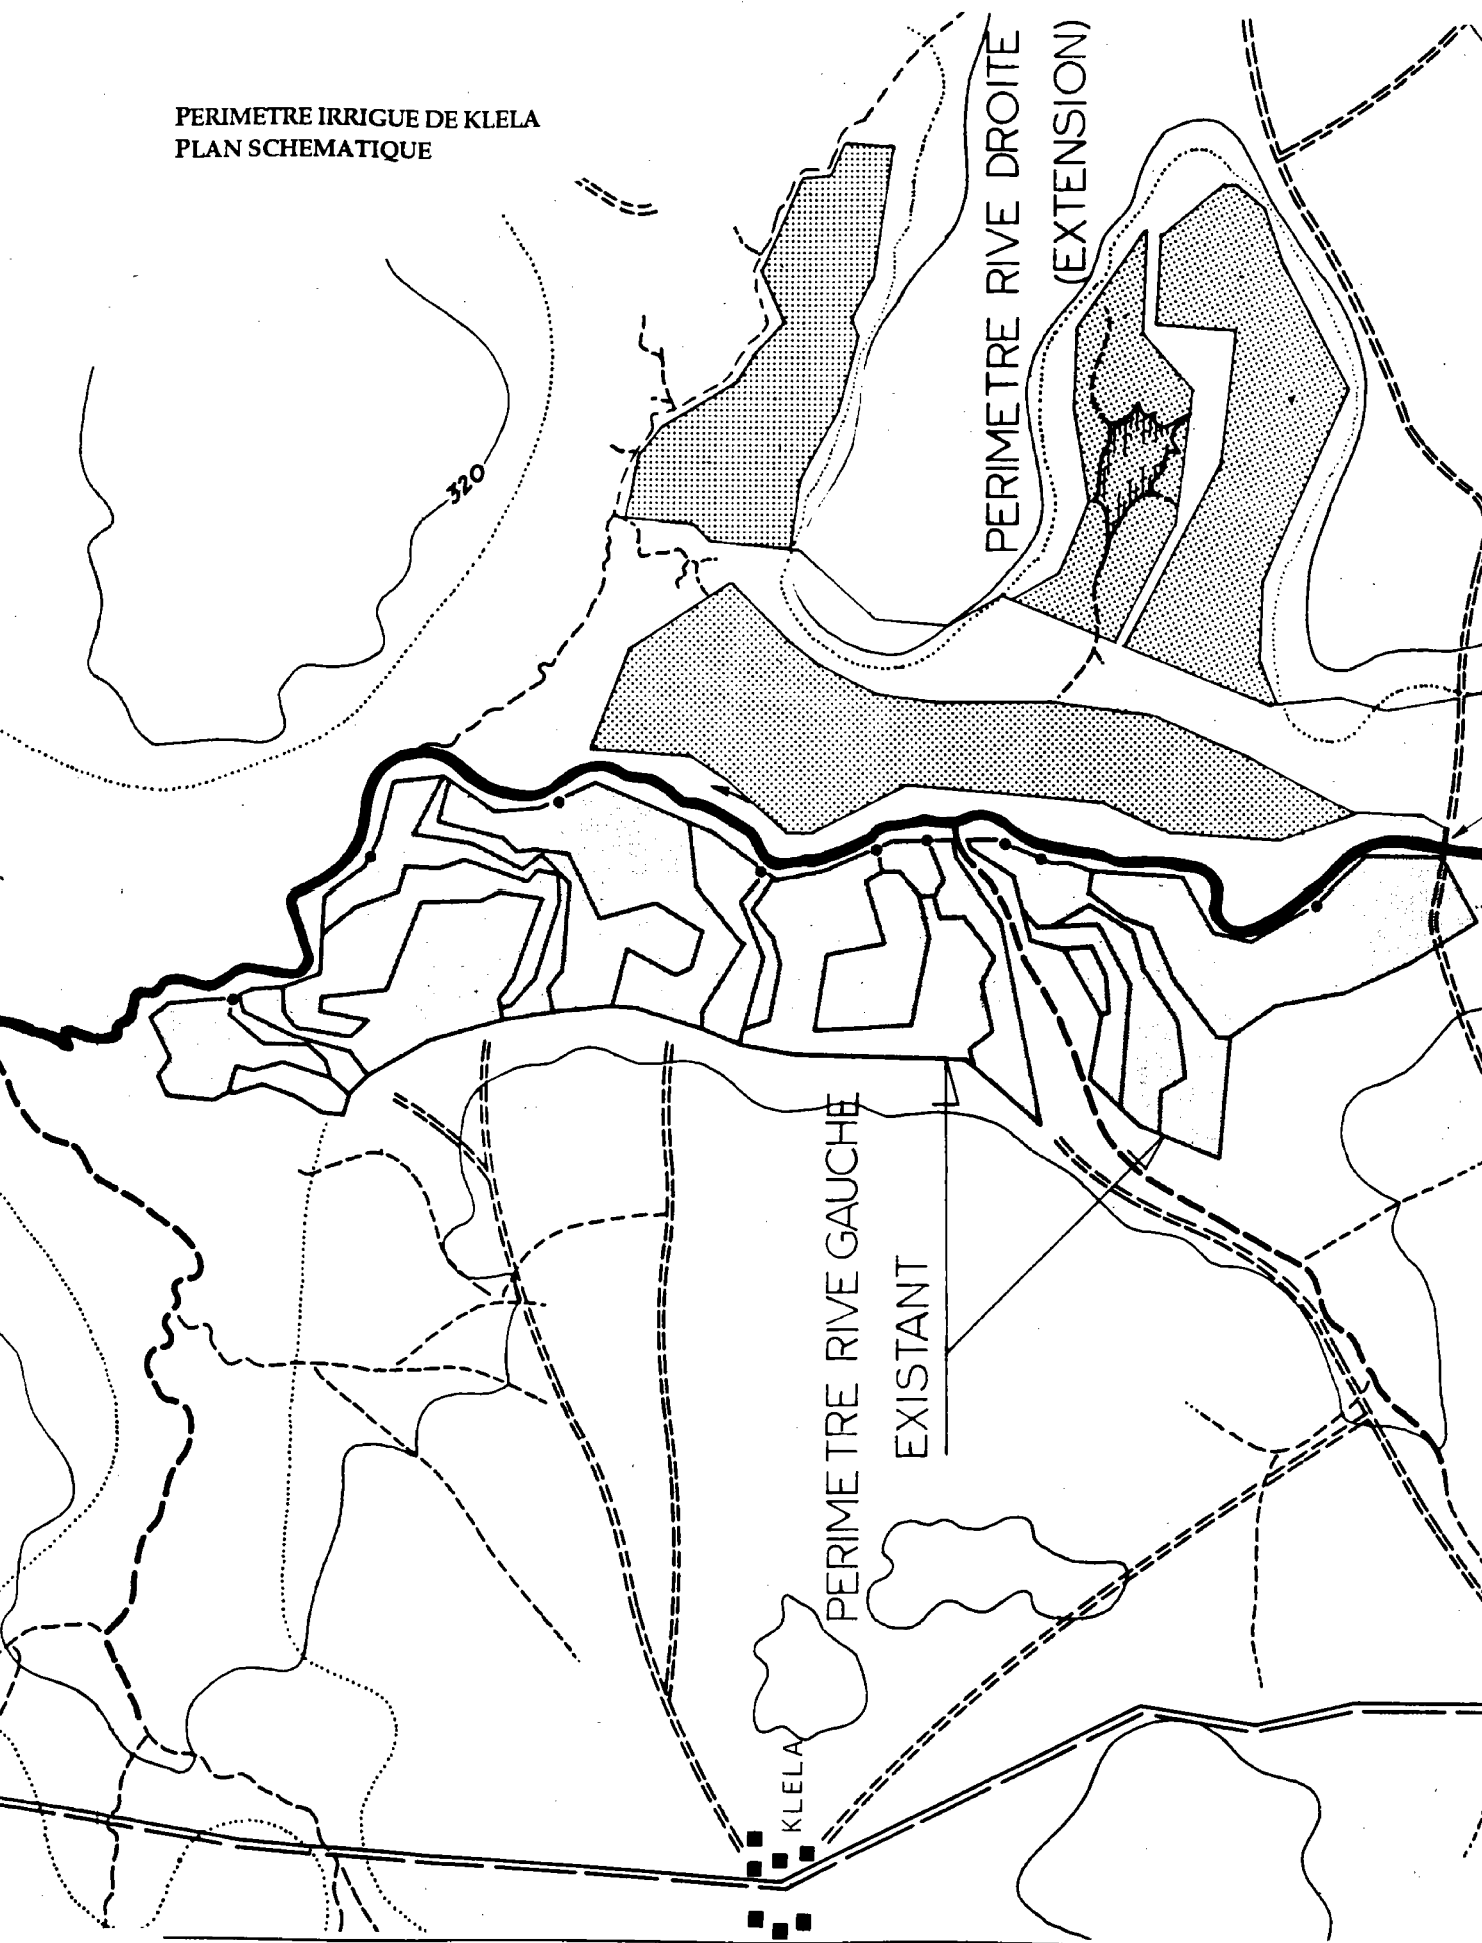 PERIMETRE IRRIGUE DE KLELA
PLAN SCHEMATIQUE
320
PERIMETRE RIVE DROITE
(EXTENSION)
PERIMETRE RIVE GAUCHE
EXISTANT
KLELA